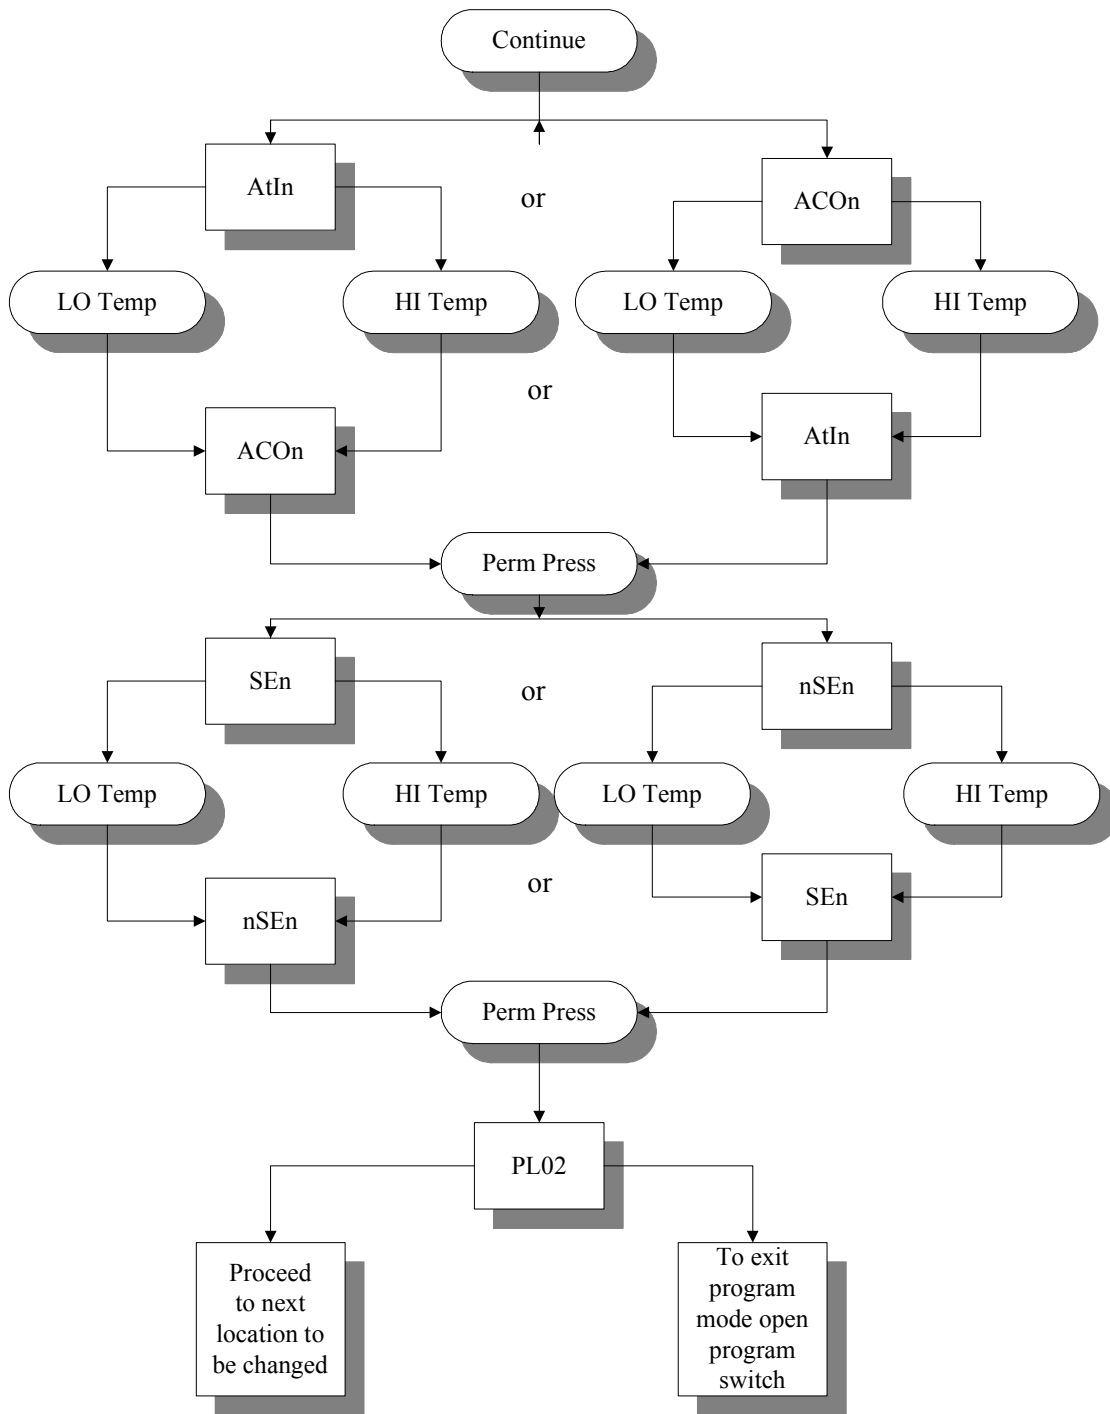 Continue
AtIn
or
ACOn
LO Temp
HI Temp
LO Temp
HI Temp
or
ACOn
AtIn
Perm Press
SEn
or
nSEn
LO Temp
HI Temp
LO Temp
HI Temp
or
nSEn
SEn
Perm Press
PL02
Proceed
to next
location to
be changed
To exit
program
mode open
program
switch